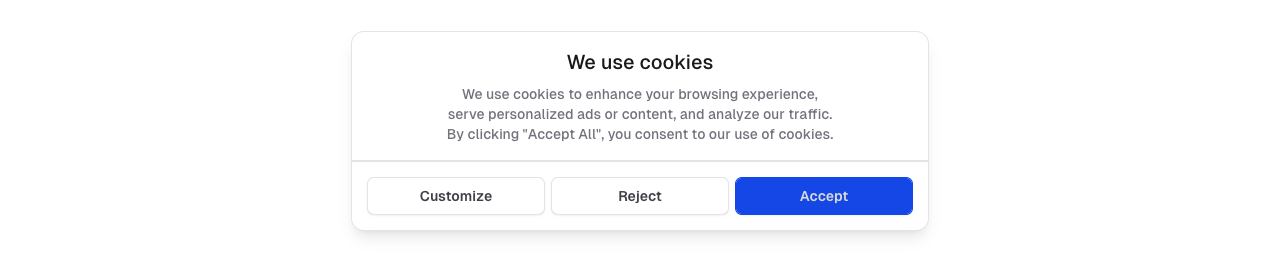 We use cookies
We use cookies to enhance your browsing experience,
serve personalized ads or content, and analyze our traffic.
By clicking "Accept All", you consent to our use of cookies.
Customize
Reject
Accept